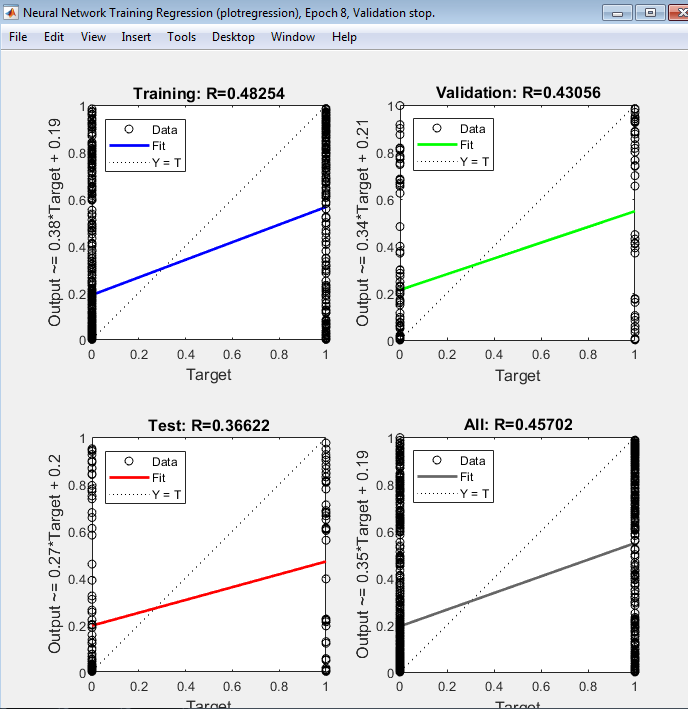 Neural Network Training Regression (plotregression), Epoch 8, Validation stop.
File Edit View Insert Tools Desktop Window Help
Training: R=0.48254
Output ~= 0.38*Target + 0.19
1
0.8
0.6
0.4
0.2
0
Data
Fit
Y = T
0 0.2 0.4 0.6 0.8 1
Target
Validation: R=0.43056
Output ~= 0.34*Target + 0.21
1
0.8
0.6
0.4
0.2
0
Data
Fit
Y = T
0 0.2 0.4 0.6 0.8 1
Target
Test: R=0.36622
Output ~= 0.27*Target + 0.2
1
0.8
0.6
0.4
0.2
0
Data
Fit
Y = T
0 0.2 0.4 0.6 0.8 1
Target
All: R=0.45702
Output ~= 0.35*Target + 0.19
1
0.8
0.6
0.4
0.2
0
Data
Fit
Y = T
0 0.2 0.4 0.6 0.8 1
Target